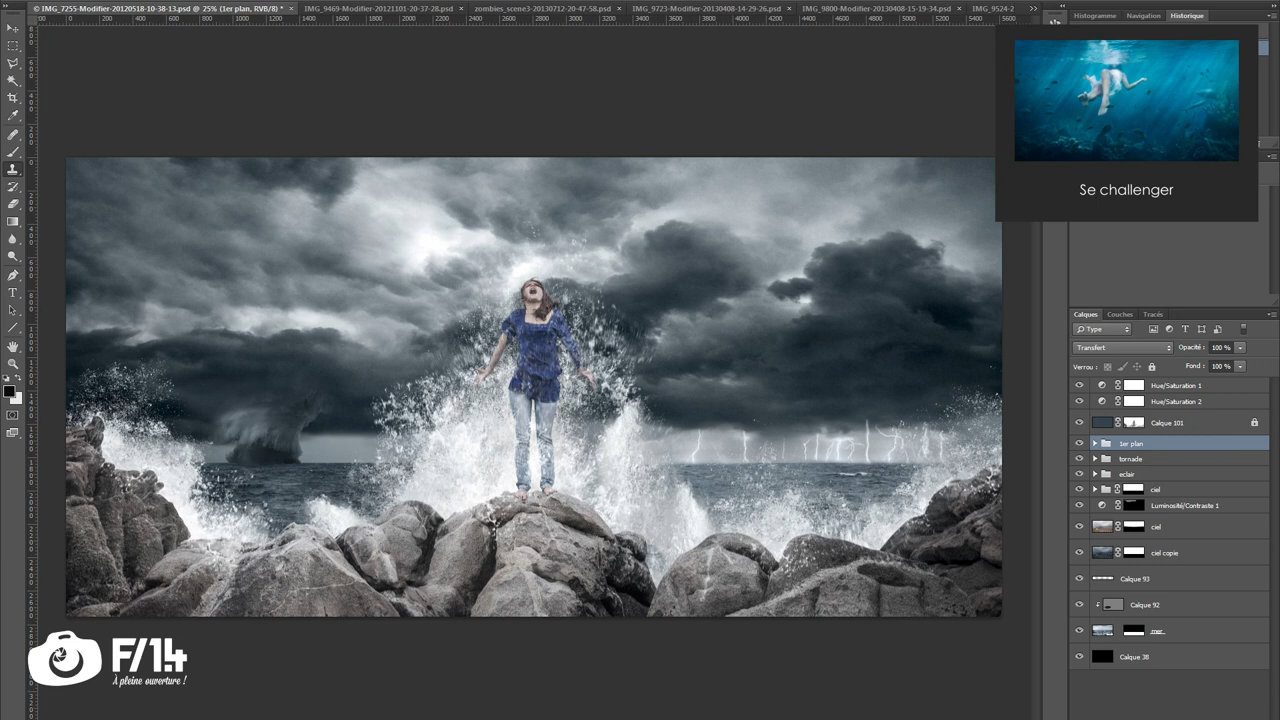 © IMG_7255-Modifier-20120518-10-38-13.psd @ 25% (1er plan, RVB/8) * ×
IMG_9469-Modifier-20121101-20-37-28.psd ×
zombies_scene3-20130712-20-47-58.psd ×
IMG_9723-Modifier-20130408-14-29-26.psd ×
IMG_9800-Modifier-20130408-15-19-34.psd ×
IMG_9524-2
>>
Histogramme Navigation Historique
Se challenger
Calques Couches Tracés
Type
Transfert Opacité : 100 %
Verrou : Fond : 100 %
Hue/Saturation 1
Hue/Saturation 2
Calque 101
1er plan
tornade
eclair
ciel
Luminosité/Contraste 1
ciel
ciel copie
Calque 93
Calque 92
mer
Calque 38
F/1.4
À pleine ouverture !